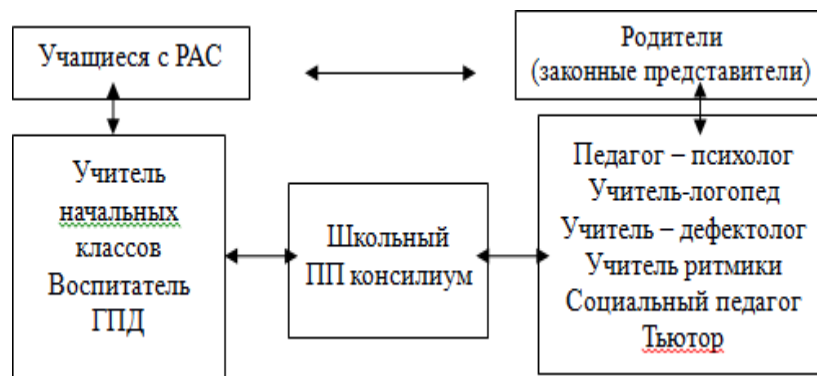 Учащиеся с РАС
Родители
(законные представители)
Учитель
начальных
классов
Воспитатель
ГПД
Школьный
ПП консилиум
Педагог – психолог
Учитель-логопед
Учитель – дефектолог
Учитель ритмики
Социальный педагог
Тьютор